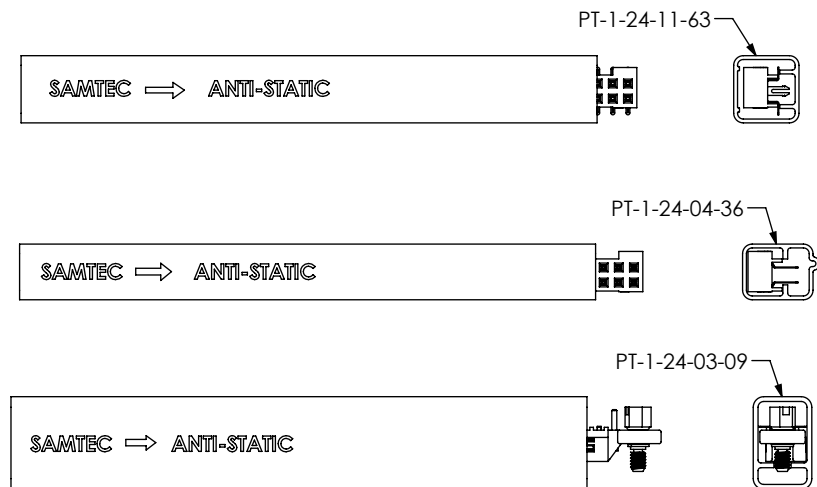 PT-1-24-11-63
SAMTEC ANTI-STATIC
PT-1-24-04-36
SAMTEC ANTI-STATIC
PT-1-24-03-09
SAMTEC ANTI-STATIC